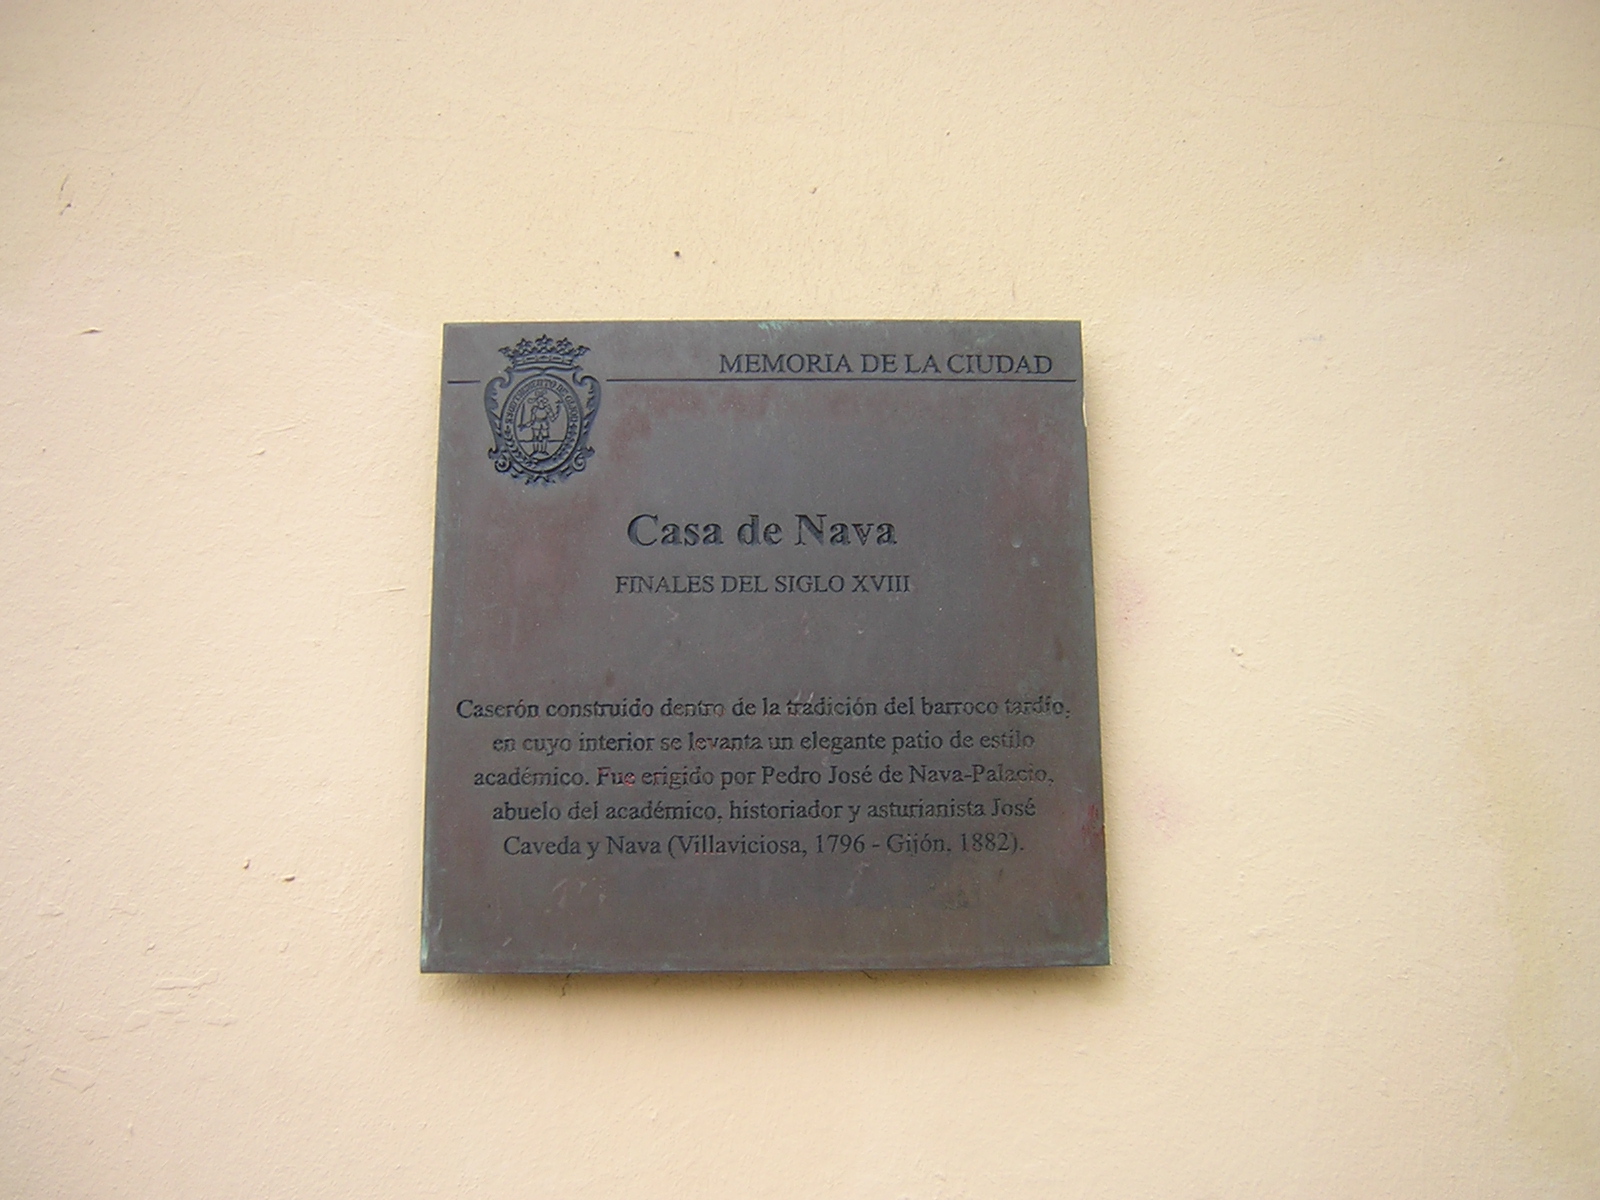 MEMORIA DE LA CIUDAD
Casa de Nava
FINALES DEL SIGLO XVIII
Caserón construido dentro de la tradición del barroco tardío,
en cuyo interior se levanta un elegante patio de estilo
académico. Fue erigido por Pedro José de Nava-Palacio,
abuelo del académico, historiador y asturianista José
Caveda y Nava (Villaviciosa, 1796 - Gijón, 1882).